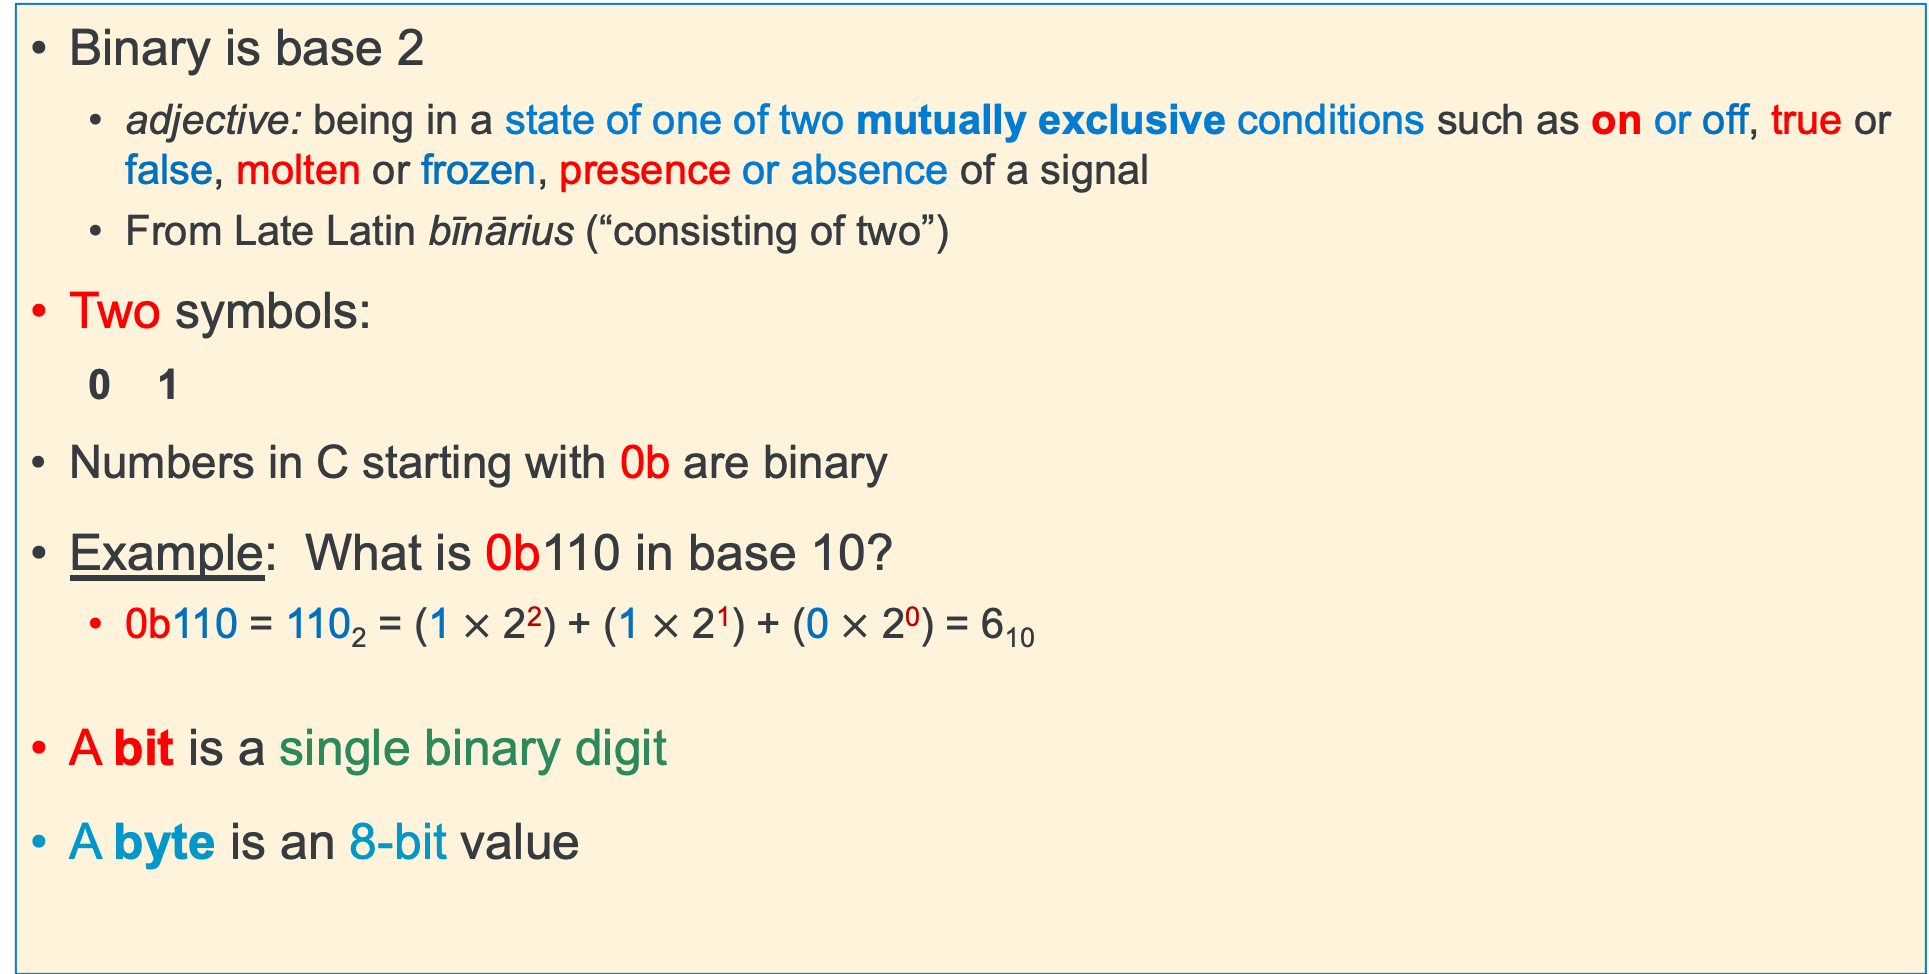 • Binary is base 2
• adjective: being in a state of one of two mutually exclusive conditions such as on or off, true or
false, molten or frozen, presence or absence of a signal
• From Late Latin bīnārius (“consisting of two”)
• Two symbols:
0 1
• Numbers in C starting with 0b are binary
• Example: What is 0b110 in base 10?
• 0b110 = 110₂ = (1 × 2²) + (1 × 2¹) + (0 × 2⁰) = 6₁₀
• A bit is a single binary digit
• A byte is an 8-bit value